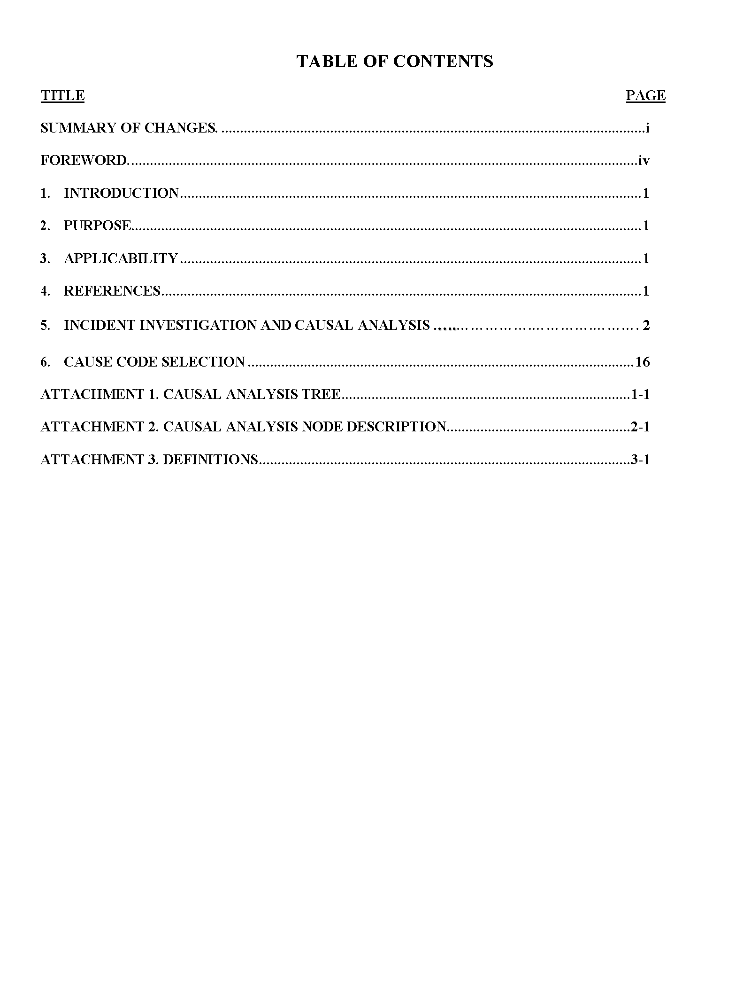 TABLE OF CONTENTS
TITLE PAGE
SUMMARY OF CHANGES. ..................................................................................................................i
FOREWORD..........................................................................................................................................iv
1. INTRODUCTION............................................................................................................................1
2. PURPOSE.........................................................................................................................................1
3. APPLICABILITY............................................................................................................................1
4. REFERENCES.................................................................................................................................1
5. INCIDENT INVESTIGATION AND CAUSAL ANALYSIS ….……………….…………….………. 2
6. CAUSE CODE SELECTION........................................................................................................16
ATTACHMENT 1. CAUSAL ANALYSIS TREE..............................................................................1-1
ATTACHMENT 2. CAUSAL ANALYSIS NODE DESCRIPTION.................................................2-1
ATTACHMENT 3. DEFINITIONS....................................................................................................3-1